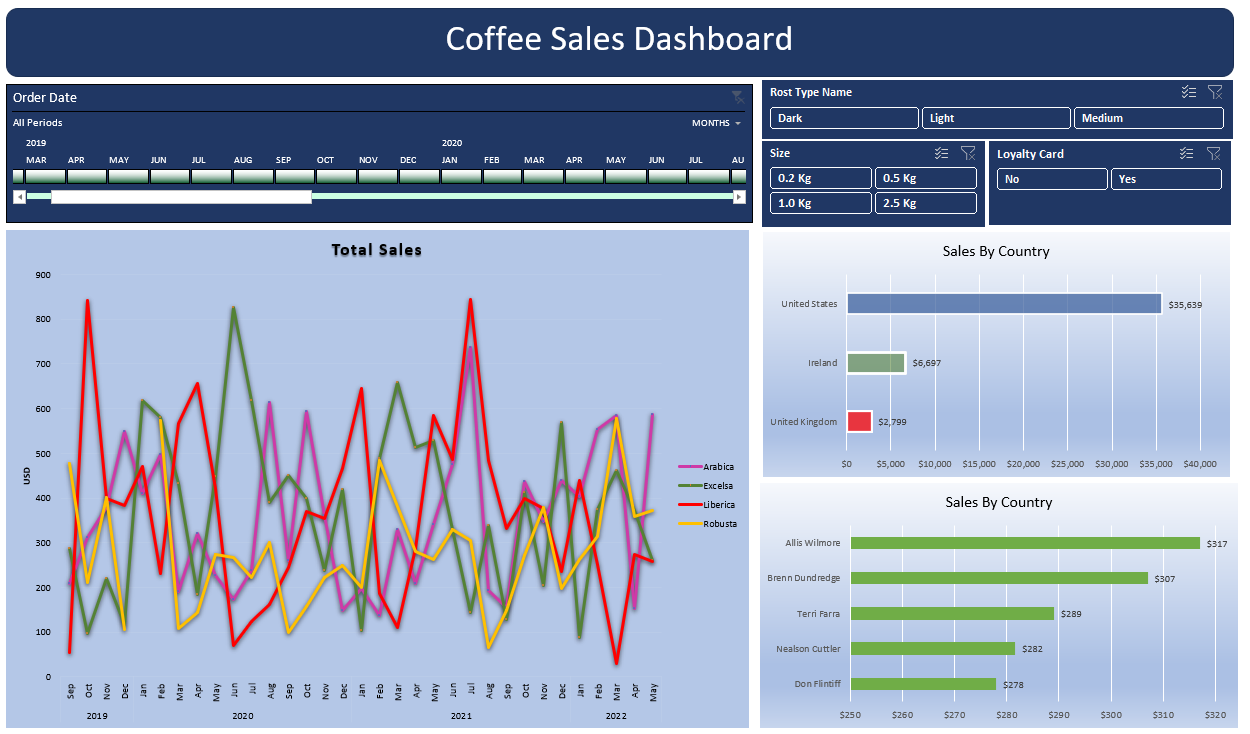 Coffee Sales Dashboard
Order Date
All Periods
MONTHS
2019 2020
MAR APR MAY JUN JUL AUG SEP OCT NOV DEC JAN FEB MAR APR MAY JUN JUL AU
Rost Type Name
Dark Light Medium
Size
0.2 Kg 0.5 Kg
1.0 Kg 2.5 Kg
Loyalty Card
No Yes
Total Sales
900
800
700
600
500
400
300
200
100
0
USD
Sep Oct Nov Dec Jan Feb Mar Apr May Jun Jul Aug Sep Oct Nov Dec Jan Feb Mar Apr May Jun Jul Aug Sep Oct Nov Dec Jan Feb Mar Apr May
2019 2020 2021 2022
Arabica
Excelsa
Liberica
Robusta
Sales By Country
United States $35,639
Ireland $6,697
United Kingdom $2,799
$0 $5,000 $10,000 $15,000 $20,000 $25,000 $30,000 $35,000 $40,000
Sales By Country
Allis Wilmore $317
Brenn Dundredge $307
Terri Farra $289
Nealson Cuttler $282
Don Flintiff $278
$250 $260 $270 $280 $290 $300 $310 $320